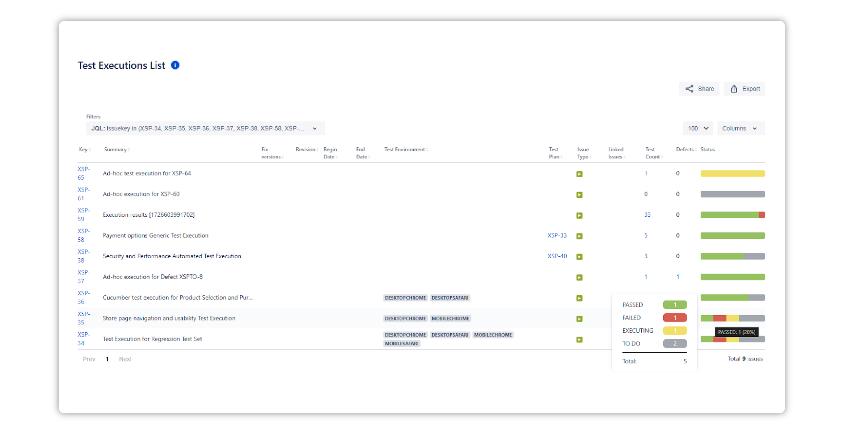 Test Executions List
Share
Export
Filters
JQL: Issuekey in (XSP-34, XSP-35, XSP-36, XSP-37, XSP-38, XSP-58, XSP-...
100
Columns
Key Summary Fix versions Revision Begin Date End Date Test Environment Test Plan Issue Type Linked Issues Test Count Defects Status
XSP-65 Ad-hoc test execution for XSP-64 1 0
XSP-61 Ad-hoc execution for XSP-60 0 0
XSP-59 Execution results [1726603991702] 35 0
XSP-58 Payment options Generic Test Execution XSP-33 5 0
XSP-38 Security and Performance Automated Test Execution XSP-40 3 0
XSP-37 Ad-hoc execution for Defect XSPTO-8 1 1
XSP-36 Cucumber test execution for Product Selection and Pur... DESKTOPCHROME DESKTOPSAFARI
XSP-35 Store page navigation and usability Test Execution DESKTOPCHROME MOBILECHROME
XSP-34 Test Execution for Regression Test Set DESKTOPCHROME DESKTOPSAFARI MOBILECHROME
MOBILESAFARI
PASSED 1
FAILED 1
EXECUTING 1
TO DO 2
Total: 5
PASSED: 1 (20%)
Prev 1 Next
Total 9 issues